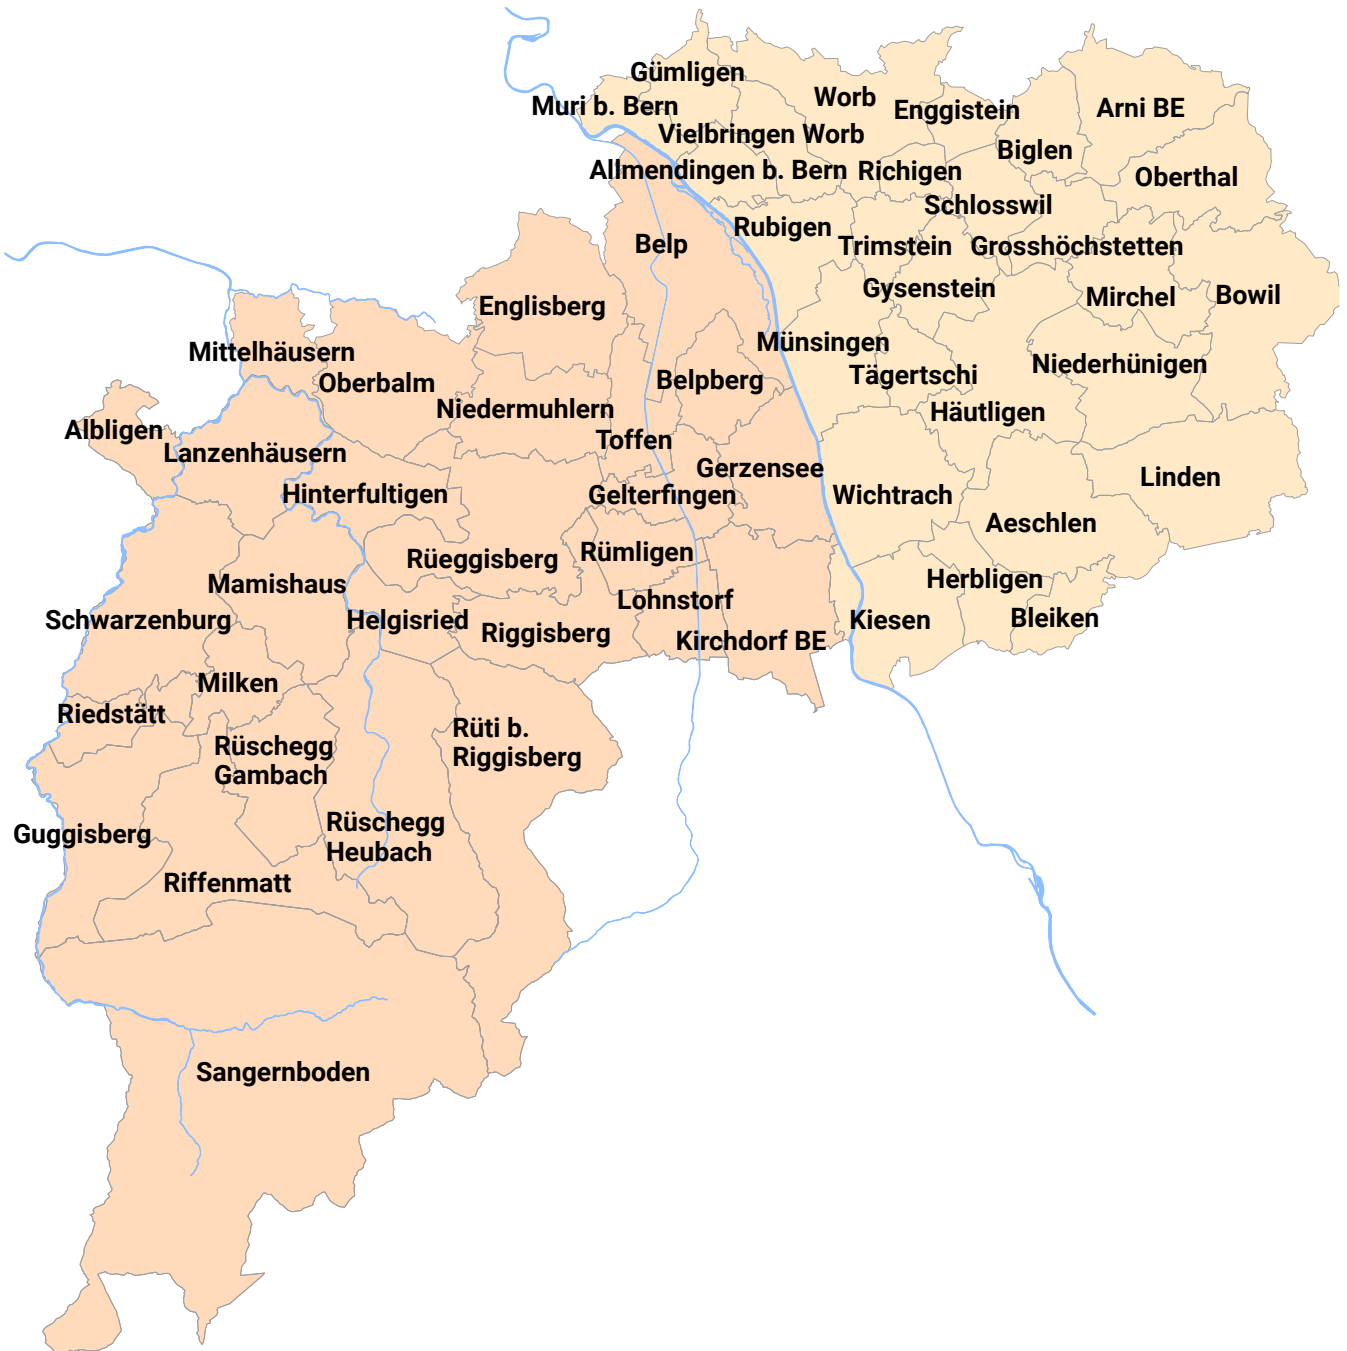 Gümligen
Muri b. Bern
Worb
Enggistein
Arni BE
Vielbringen Worb
Biglen
Allmendingen b. Bern
Richigen
Oberthal
Schlosswil
Rubigen
Belp
Trimstein
Grosshöchstetten
Gysenstein
Mirchel
Bowil
Englisberg
Münsingen
Mittelhäusern
Niederhünigen
Tägertschi
Belpberg
Oberbalm
Niedermuhlern
Häutligen
Albligen
Toffen
Lanzenhäusern
Gerzensee
Linden
Hinterfultigen
Gelterfingen
Wichtrach
Aeschlen
Rüeggisberg
Rümligen
Mamishaus
Herbligen
Lohnstorf
Schwarzenburg
Helgisried
Kiesen
Bleiken
Riggisberg
Kirchdorf BE
Milken
Riedstätt
Rüti b.
Riggisberg
Rüschegg
Gambach
Rüschegg
Heubach
Guggisberg
Riffenmatt
Sangernboden